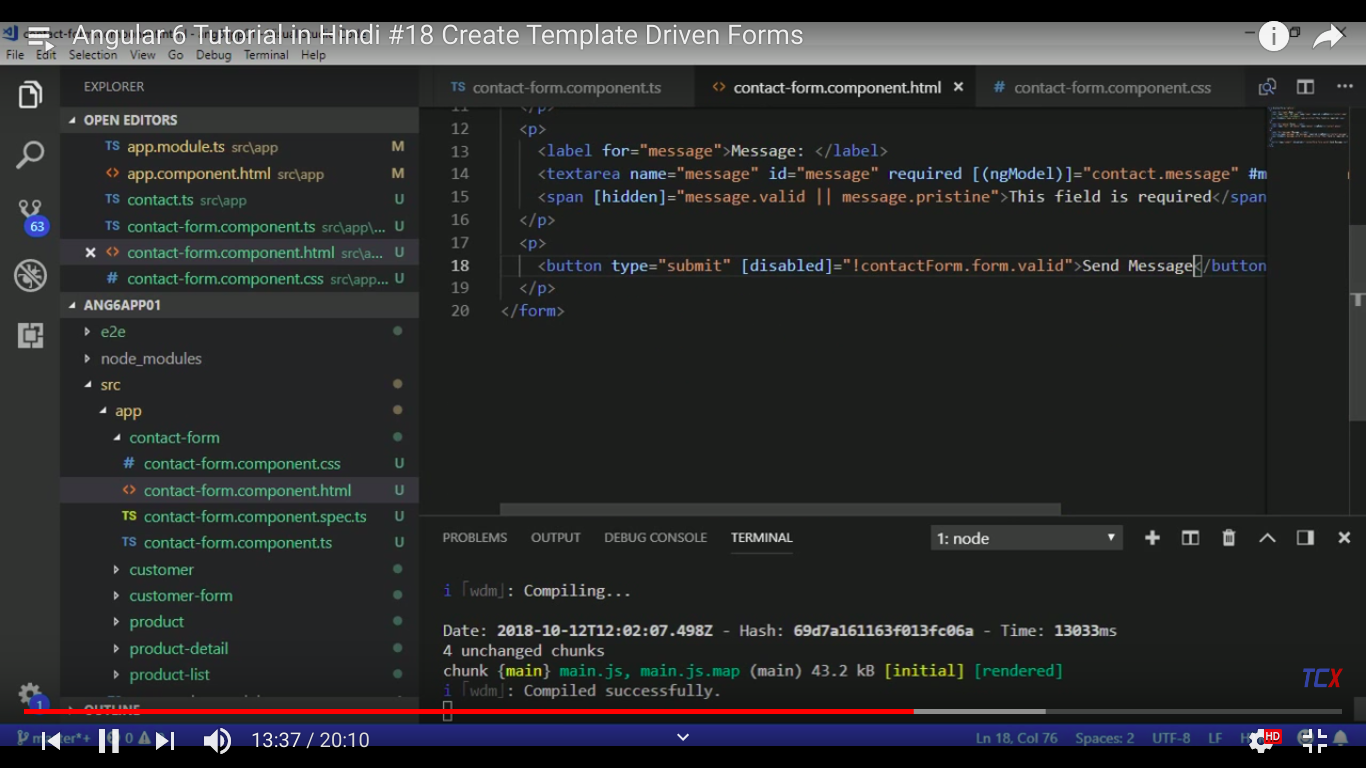 Angular 6 Tutorial in Hindi #18 Create Template Driven Forms
File Edit Selection View Go Debug Terminal Help
EXPLORER
OPEN EDITORS
TS app.module.ts src\app M
<> app.component.html src\app M
TS contact.ts src\app U
TS contact-form.component.ts src\app\... U
<> contact-form.component.html src\a... U
# contact-form.component.css src\app... U
63
ANG6APP01
e2e
node_modules
src
app
contact-form
# contact-form.component.css U
<> contact-form.component.html U
TS contact-form.component.spec.ts U
TS contact-form.component.ts U
customer
customer-form
product
product-detail
product-list
OUTLINE
1
TS contact-form.component.ts
<> contact-form.component.html ×
# contact-form.component.css
11 </p>
12 <p>
13 <label for="message">Message: </label>
14 <textarea name="message" id="message" required [(ngModel)]="contact.message" #m
15 <span [hidden]="message.valid || message.pristine">This field is required</span
16 </p>
17 <p>
18 <button type="submit" [disabled]="!contactForm.form.valid">Send Message</button
19 </p>
20 </form>
PROBLEMS OUTPUT DEBUG CONSOLE TERMINAL 1: node
i ｢wdm｣: Compiling...
Date: 2018-10-12T12:02:07.498Z - Hash: 69d7a161163f013fc06a - Time: 13033ms
4 unchanged chunks
chunk {main} main.js, main.js.map (main) 43.2 kB [initial] [rendered]
i ｢wdm｣: Compiled successfully.
TCX
13:37 / 20:10
Ln 18, Col 76 Spaces: 2 UTF-8 LF
HD